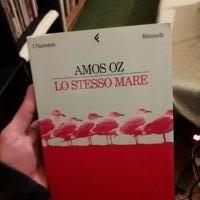 I Narratori Feltrinelli
AMOS OZ
LO STESSO MARE